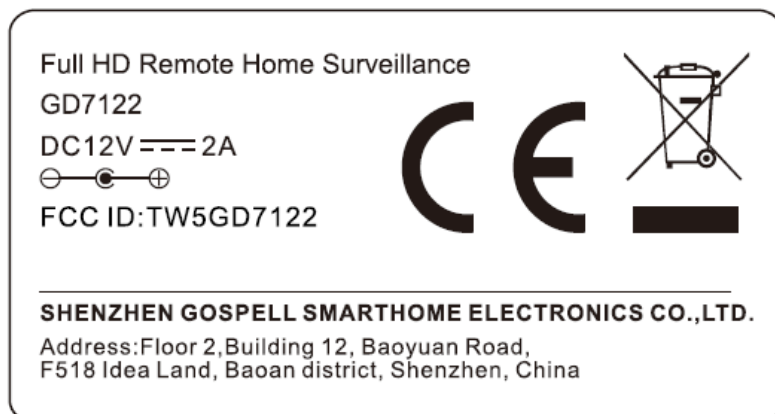 Full HD Remote Home Surveillance
GD7122
DC12V ⎓ 2A
FCC ID:TW5GD7122
CE
SHENZHEN GOSPELL SMARTHOME ELECTRONICS CO.,LTD.
Address:Floor 2,Building 12, Baoyuan Road,
F518 Idea Land, Baoan district, Shenzhen, China